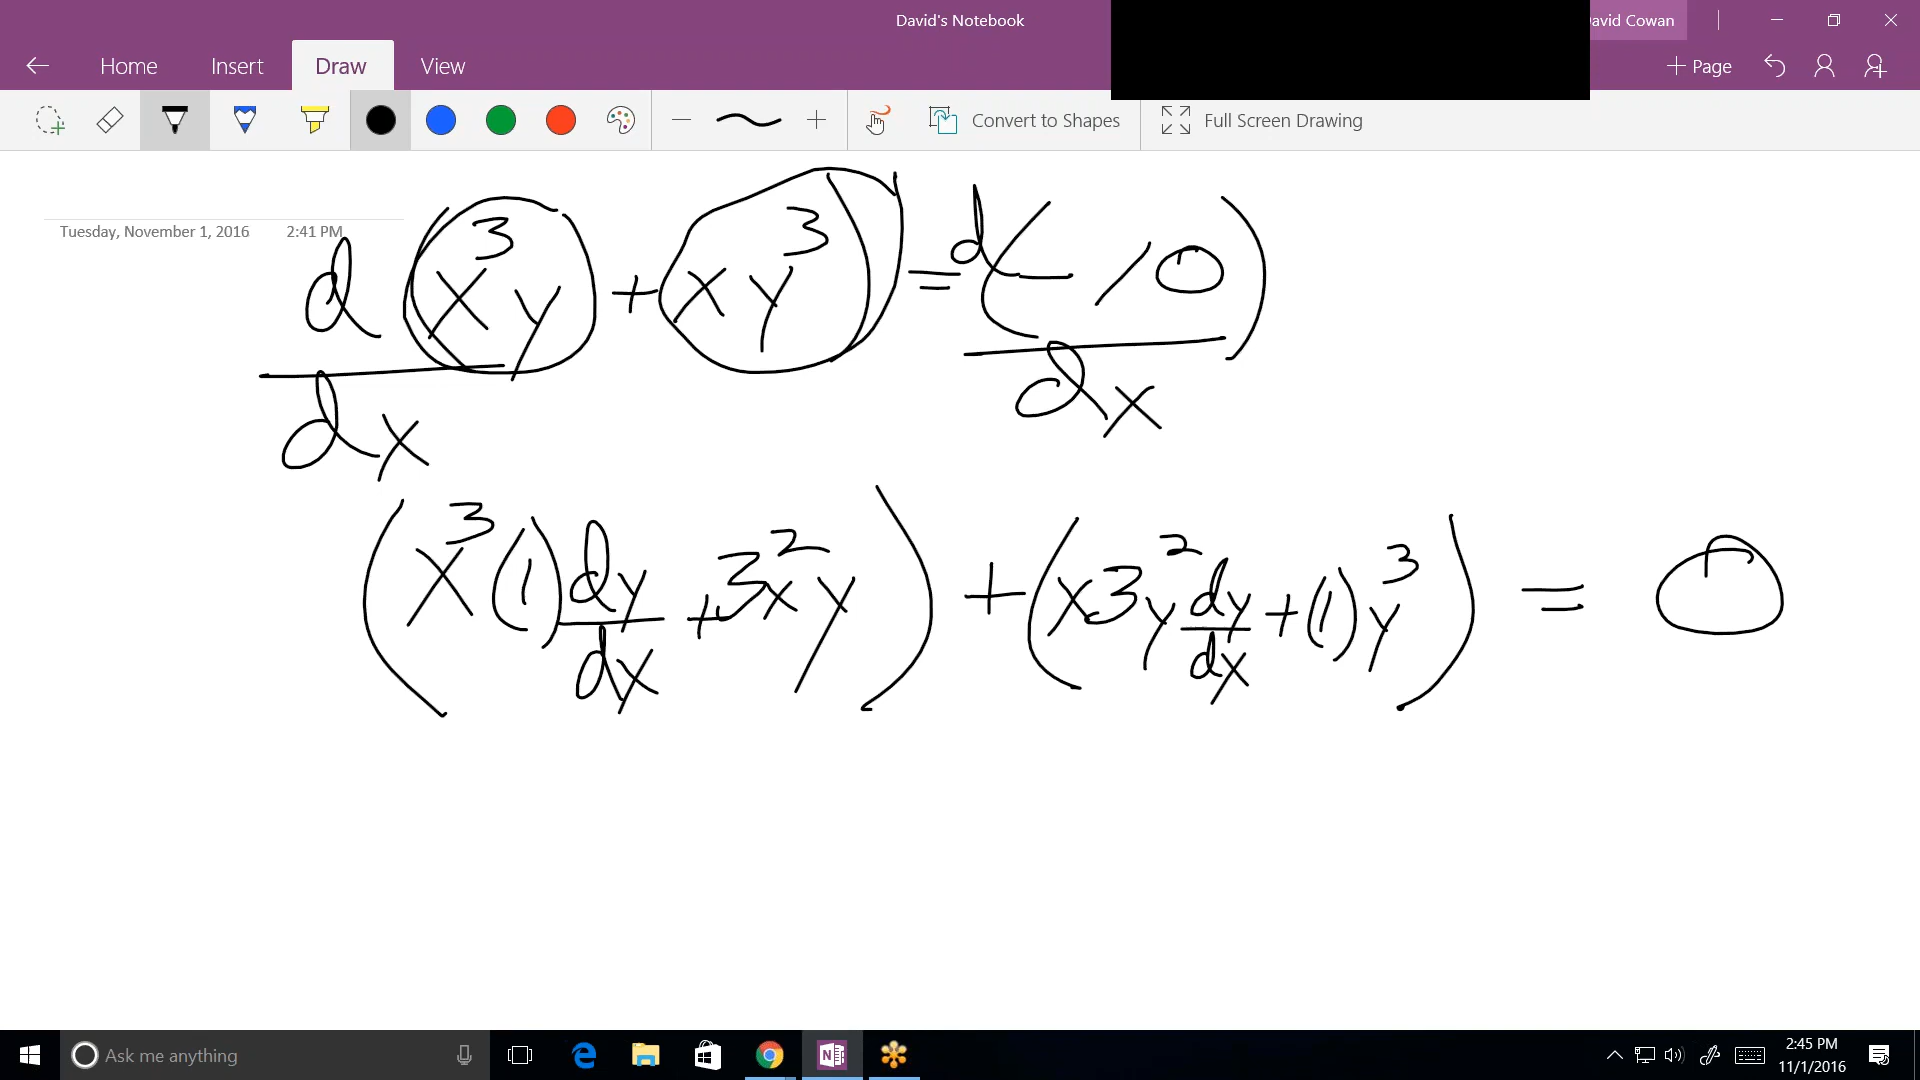 David's Notebook
avid Cowan
Home Insert Draw View
Page
Convert to Shapes Full Screen Drawing
Tuesday, November 1, 2016 2:41 PM
d/dx (x³y + xy³) = d(-10)/dx
(x³(1) dy/dx + 3x²y) + (x3y² dy/dx + (1)y³) = 0
Ask me anything
N
2:45 PM
11/1/2016